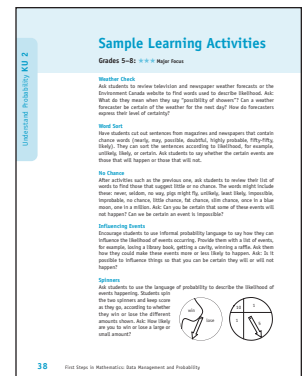 Understand Probability KU 2
Sample Learning Activities
Grades 5–8: ★★★ Major Focus
Weather Check
Ask students to review television and newspaper weather forecasts or the
Environment Canada website to find words used to describe likelihood. Ask:
What do they mean when they say "possibility of showers"? Can a weather
forecaster be certain of the weather for the next day? How do forecasters
express their level of certainty?
Word Sort
Have students cut out sentences from magazines and newspapers that contain
chance words (nearly, may, possible, doubtful, highly probable, fifty-fifty,
likely). They can sort the sentences according to likelihood, for example,
unlikely, likely, or certain. Ask students to say whether the certain events are
those that will happen or those that will not.
No Chance
After activities such as the previous one, ask students to review their list of
words to find those that suggest little or no chance. The words might include
these: never, seldom, no way, pigs might fly, unlikely, least likely, impossible,
improbable, no chance, little chance, fat chance, slim chance, once in a blue
moon, one in a million. Ask: Can you be certain that some of these events will
not happen? Can we be certain an event is impossible?
Influencing Events
Encourage students to use informal probability language to say how they can
influence the likelihood of events occurring. Provide them with a list of events,
for example, losing a library book, getting a cavity, winning a raffle. Ask them
how they could make these events more or less likely to happen. Ask: Is it
possible to influence things so that you can be certain they will or will not
happen?
Spinners
Ask students to use the language of probability to describe the likelihood of
events happening. Students spin
the two spinners and keep score
as they go, according to whether
they win or lose the different
amounts shown. Ask: How likely
are you to win or lose a large or
small amount?
win
lose
38 First Steps in Mathematics: Data Management and Probability